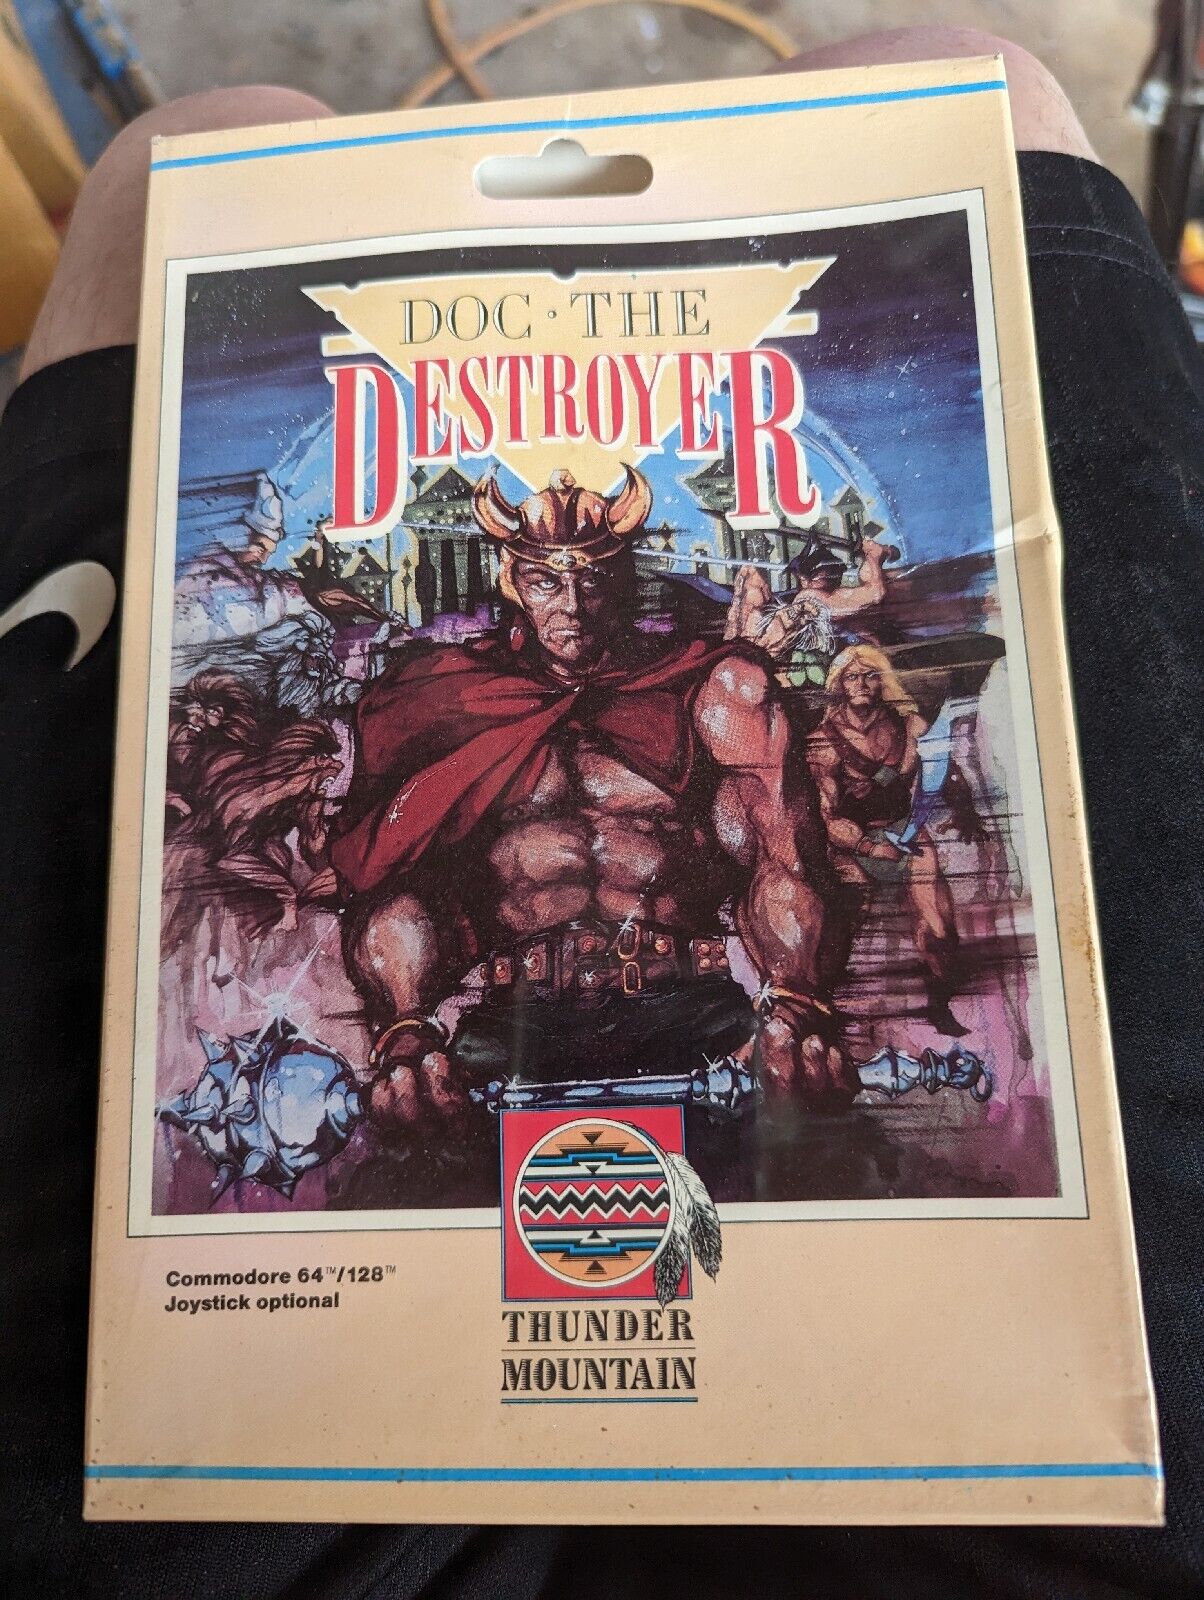 DOC · THE
DESTROYER
Commodore 64™/128™
Joystick optional
THUNDER
MOUNTAIN